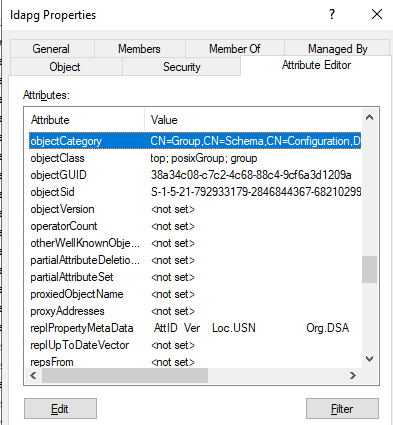 ldapg Properties
?
General Members Member Of Managed By
Object Security Attribute Editor
Attributes:
Attribute Value
objectCategory CN=Group,CN=Schema,CN=Configuration,D
objectClass top; posixGroup; group
objectGUID 38a34c08-c7c2-4c68-88c4-9cf6a3d1209a
objectSid S-1-5-21-792933179-2846844367-68210299
objectVersion <not set>
operatorCount <not set>
otherWellKnownObje... <not set>
partialAttributeDeletio... <not set>
partialAttributeSet <not set>
proxiedObjectName <not set>
proxyAddresses <not set>
replPropertyMetaData AttID Ver Loc.USN Org.DSA
replUpToDateVector <not set>
repsFrom <not set>
Edit Filter